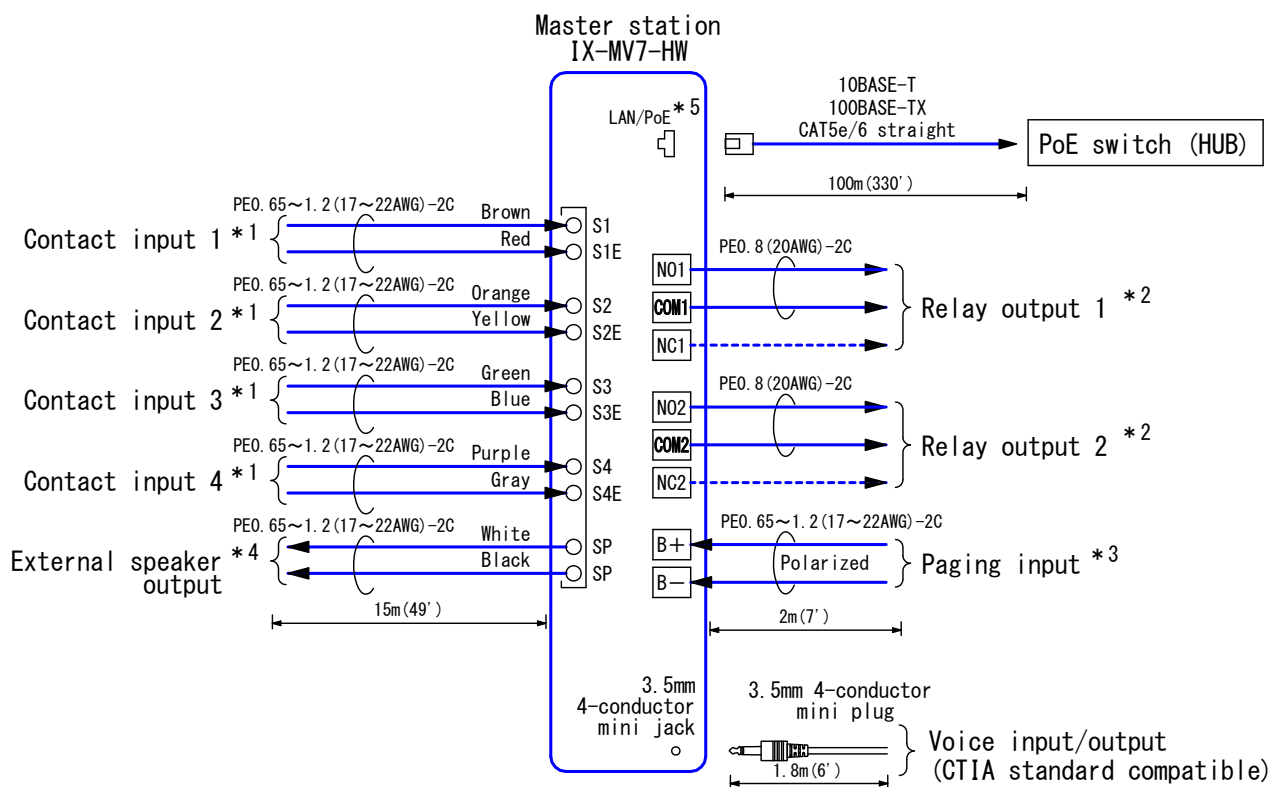 Master station
IX-MV7-HW
LAN/PoE*5
10BASE-T
100BASE-TX
CAT5e/6 straight
PoE switch (HUB)
100m(330')
PE0.65～1.2(17～22AWG)-2C
Contact input 1 *1
Brown
Red
S1
S1E
PE0.65～1.2(17～22AWG)-2C
Contact input 2 *1
Orange
Yellow
S2
S2E
PE0.65～1.2(17～22AWG)-2C
Contact input 3 *1
Green
Blue
S3
S3E
PE0.65～1.2(17～22AWG)-2C
Contact input 4 *1
Purple
Gray
S4
S4E
PE0.65～1.2(17～22AWG)-2C
External speaker *4
output
White
Black
SP
SP
15m(49')
PE0.8(20AWG)-2C
NO1
COM1
NC1
Relay output 1 *2
PE0.8(20AWG)-2C
NO2
COM2
NC2
Relay output 2 *2
PE0.65～1.2(17～22AWG)-2C
B+
B−
Polarized
Paging input *3
2m(7')
3.5mm
4-conductor
mini jack
3.5mm 4-conductor
mini plug
1.8m(6')
Voice input/output
(CTIA standard compatible)